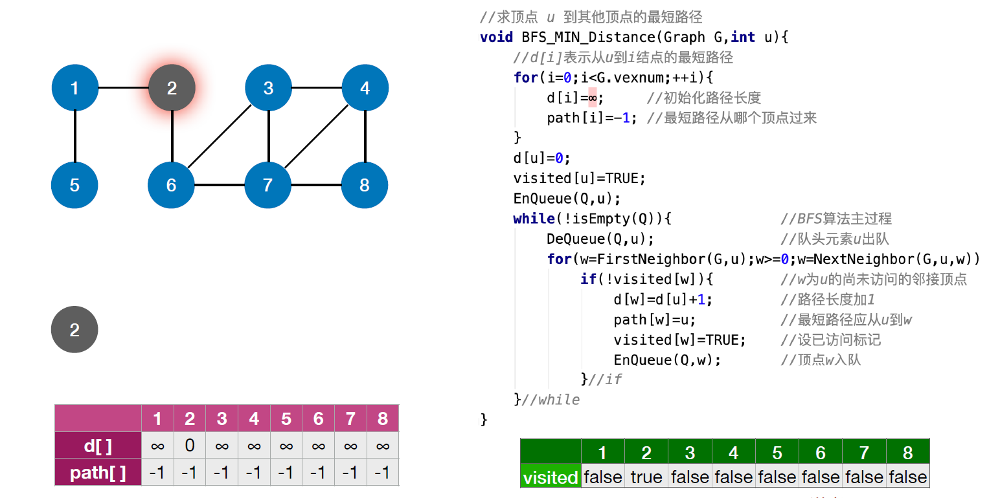 //求顶点 u 到其他顶点的最短路径
void BFS_MIN_Distance(Graph G,int u){
//d[i]表示从u到i结点的最短路径
for(i=0;i<G.vexnum;++i){
d[i]=∞; //初始化路径长度
path[i]=-1; //最短路径从哪个顶点过来
}
d[u]=0;
visited[u]=TRUE;
EnQueue(Q,u);
while(!isEmpty(Q)){ //BFS算法主过程
DeQueue(Q,u); //队头元素u出队
for(w=FirstNeighbor(G,u);w>=0;w=NextNeighbor(G,u,w))
if(!visited[w]){ //w为u的尚未访问的邻接顶点
d[w]=d[u]+1; //路径长度加1
path[w]=u; //最短路径应从u到w
visited[w]=TRUE; //设已访问标记
EnQueue(Q,w); //顶点w入队
}//if
}//while
}
1 2 3 4
5 6 7 8
2
1 2 3 4 5 6 7 8
d[ ] ∞ 0 ∞ ∞ ∞ ∞ ∞ ∞
path[ ] -1 -1 -1 -1 -1 -1 -1 -1
1 2 3 4 5 6 7 8
visited false true false false false false false false